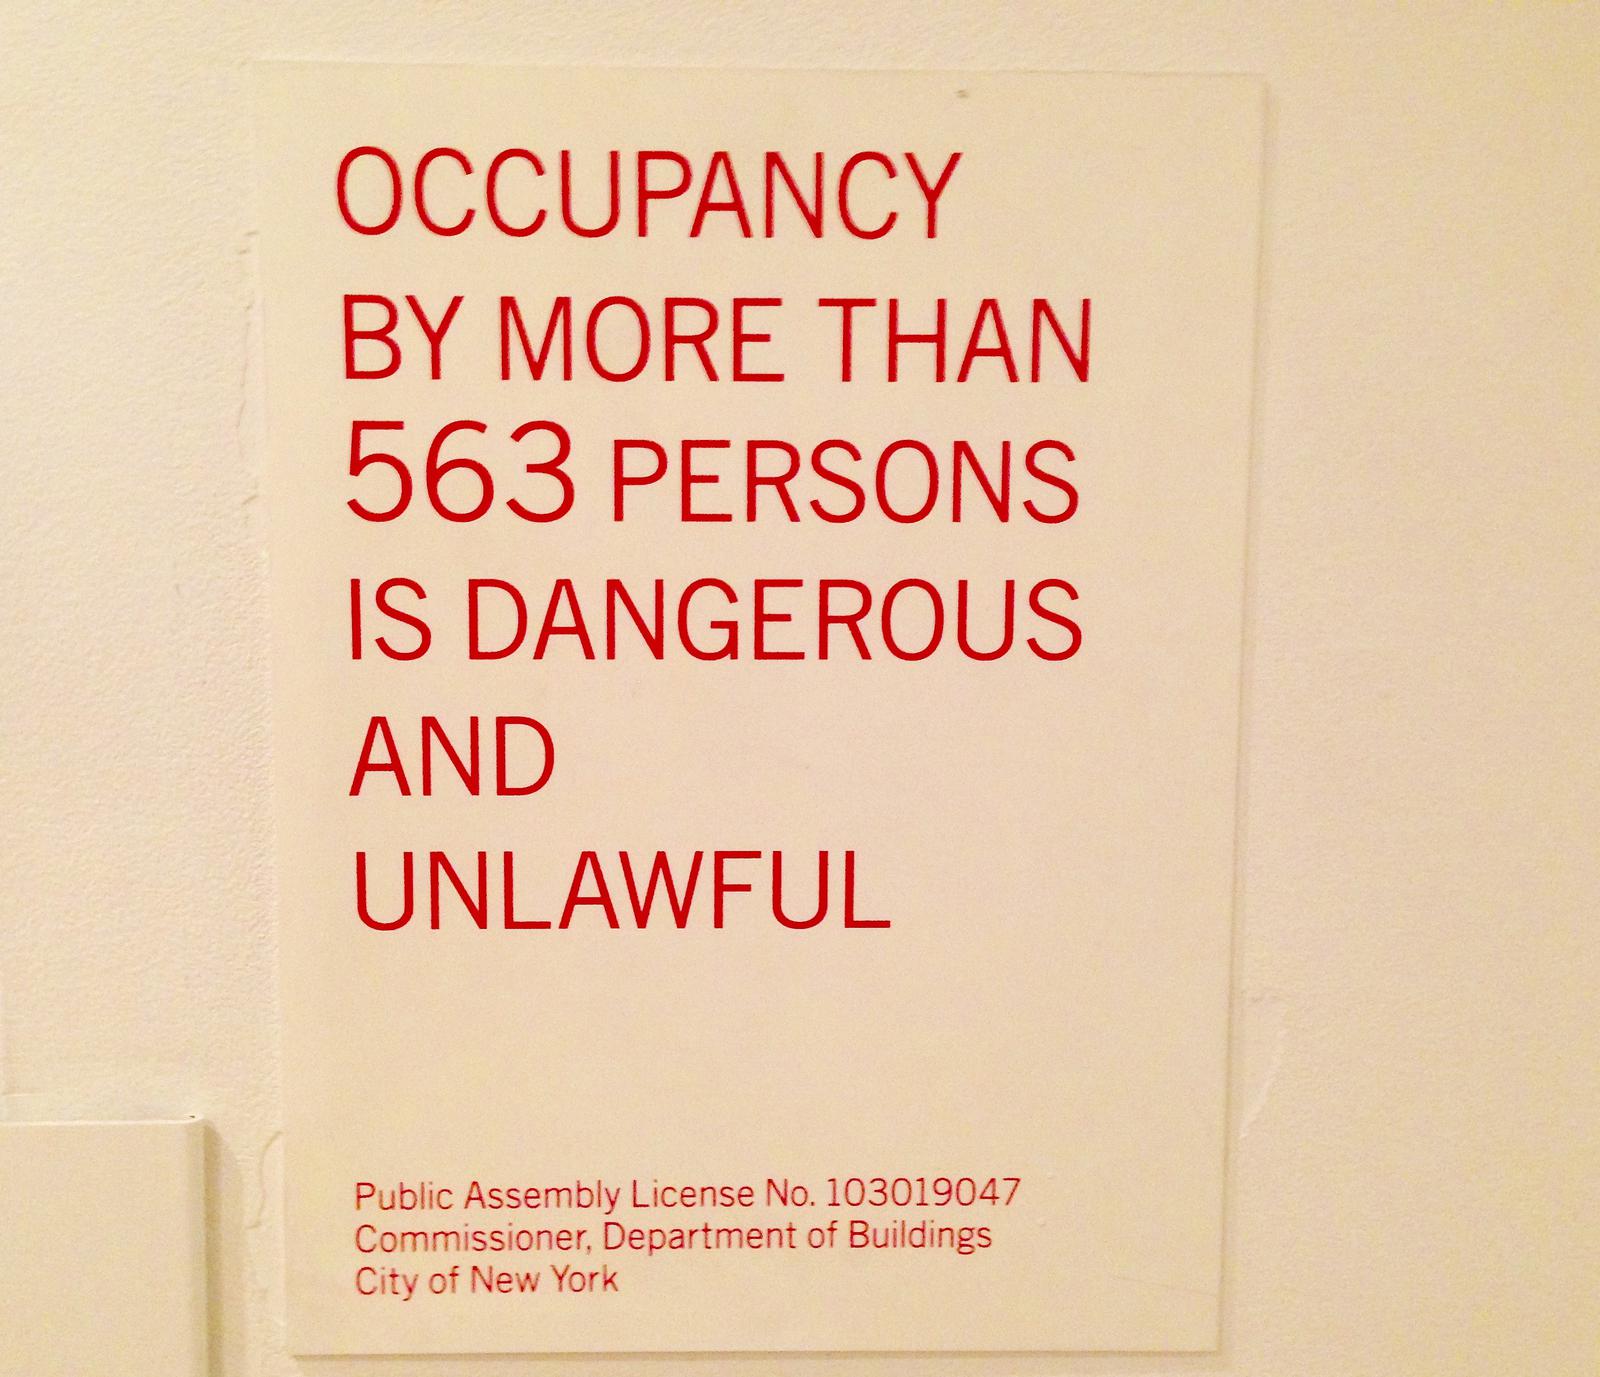 OCCUPANCY
BY MORE THAN
563 PERSONS
IS DANGEROUS
AND
UNLAWFUL
Public Assembly License No. 103019047
Commissioner, Department of Buildings
City of New York